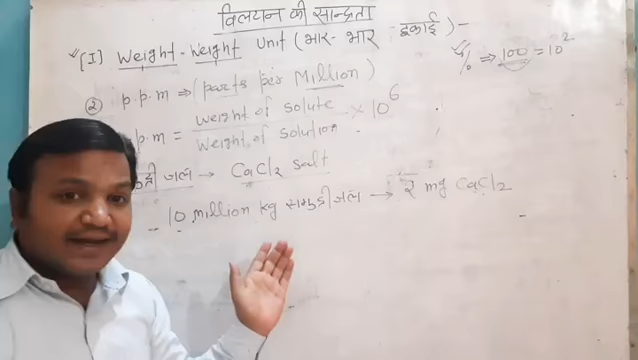 विलयन की सान्द्रता
[I] Weight-Weight Unit (भार-भार इकाई) -
% ⇒ 100 = 10²
② p.p.m ⇒ (parts per Million)
p.m = weight of solute / Weight of solution × 10⁶
द्री जल → CaCl2 salt
10 million kg समुद्री जल → 2 mg CaCl2